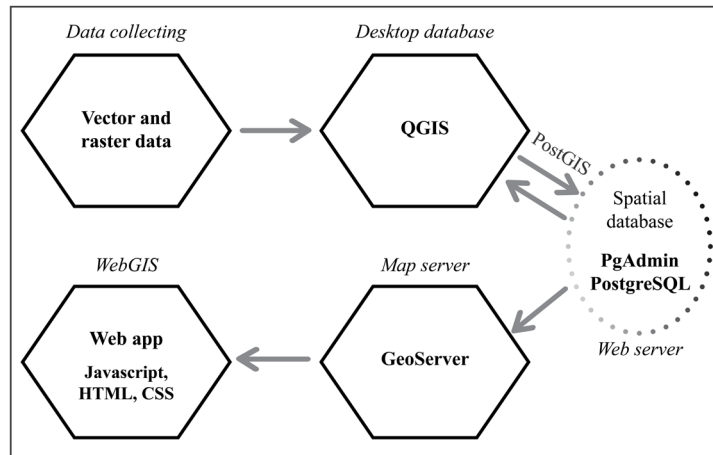 Data collecting
Desktop database
Vector and
raster data
QGIS
PostGIS
Spatial
database
PgAdmin
PostgreSQL
Web server
WebGIS
Map server
Web app
Javascript,
HTML, CSS
GeoServer